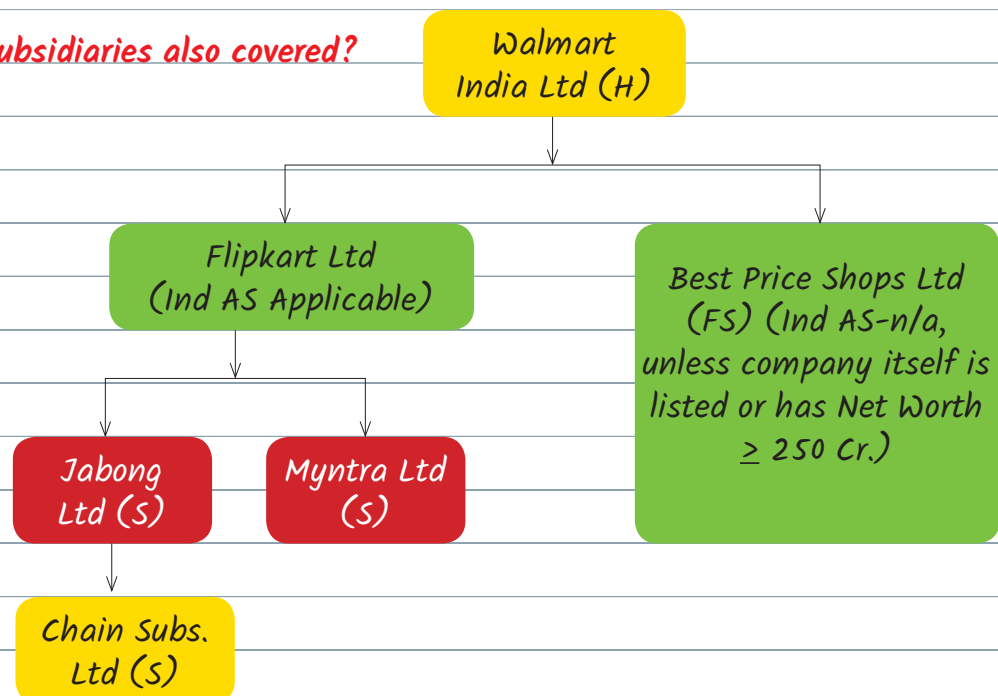 ubsidiaries also covered?
Walmart
India Ltd (H)
Flipkart Ltd
(Ind AS Applicable)
Best Price Shops Ltd
(FS) (Ind AS-n/a,
unless company itself is
listed or has Net Worth
≥ 250 Cr.)
Jabong
Ltd (S)
Myntra Ltd
(S)
Chain Subs.
Ltd (S)